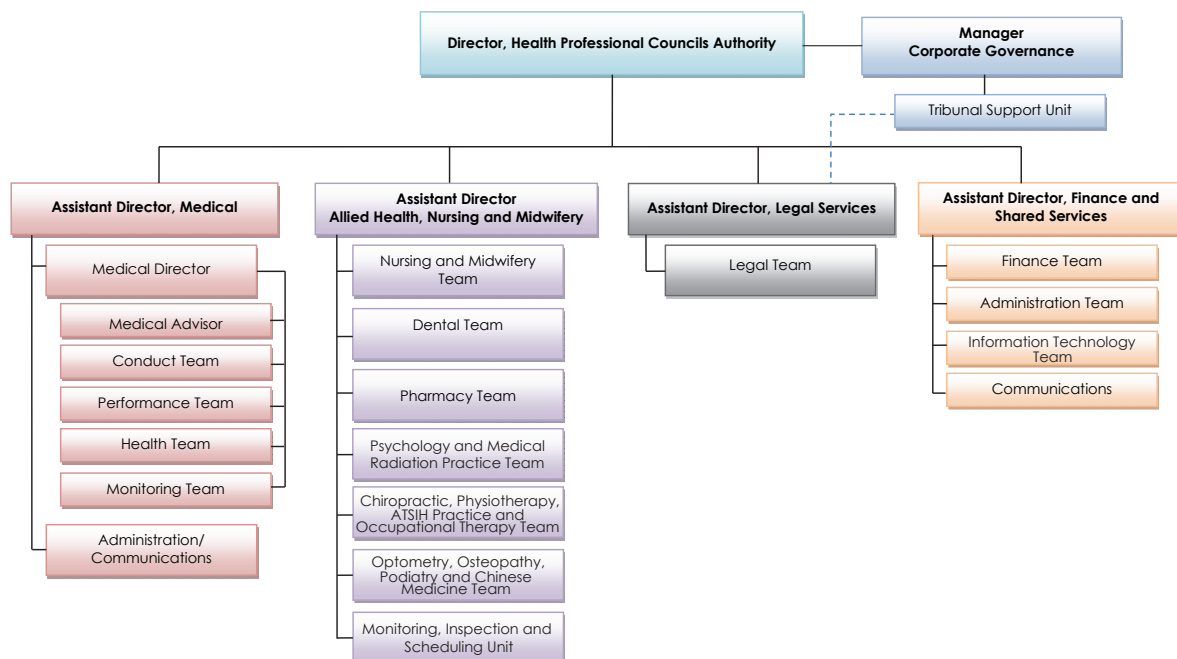 Director, Health Professional Councils Authority
Manager
Corporate Governance
Tribunal Support Unit
Assistant Director, Medical
Medical Director
Medical Advisor
Conduct Team
Performance Team
Health Team
Monitoring Team
Administration/
Communications
Assistant Director
Allied Health, Nursing and Midwifery
Nursing and Midwifery
Team
Dental Team
Pharmacy Team
Psychology and Medical
Radiation Practice Team
Chiropractic, Physiotherapy,
ATSIH Practice and
Occupational Therapy Team
Optometry, Osteopathy,
Podiatry and Chinese
Medicine Team
Monitoring, Inspection and
Scheduling Unit
Assistant Director, Legal Services
Legal Team
Assistant Director, Finance and
Shared Services
Finance Team
Administration Team
Information Technology
Team
Communications